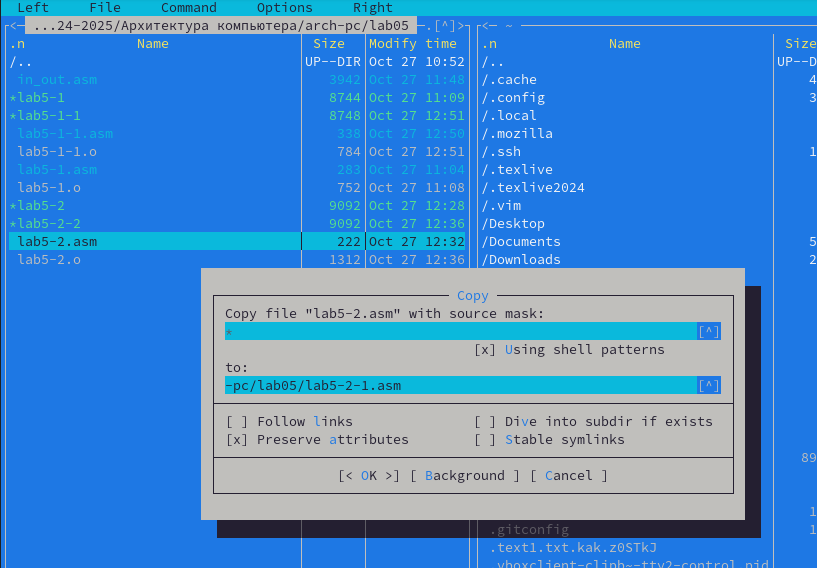 Left File Command Options Right
<─ ...24-2025/Архитектура компьютера/arch-pc/lab05 ─.[^]>
<─ ~
.n Name Size Modify time
.n Name Size
/.. UP--DIR Oct 27 10:52
/.. UP--D
in_out.asm 3942 Oct 27 11:48
/.cache 4
*lab5-1 8744 Oct 27 11:09
/.config 3
*lab5-1-1 8748 Oct 27 12:51
/.local
lab5-1-1.asm 338 Oct 27 12:50
/.mozilla
lab5-1-1.o 784 Oct 27 12:51
/.ssh 1
lab5-1.asm 283 Oct 27 11:04
/.texlive
lab5-1.o 752 Oct 27 11:08
/.texlive2024
*lab5-2 9092 Oct 27 12:28
/.vim
*lab5-2-2 9092 Oct 27 12:36
/Desktop
lab5-2.asm 222 Oct 27 12:32
/Documents 5
lab5-2.o 1312 Oct 27 12:36
/Downloads 2
Copy
Copy file "lab5-2.asm" with source mask:
* [^]
[x] Using shell patterns
to:
-pc/lab05/lab5-2-1.asm [^]
[ ] Follow links [ ] Dive into subdir if exists
[x] Preserve attributes [ ] Stable symlinks
[< OK >] [ Background ] [ Cancel ]
89
1
.gitconfig 1
.text1.txt.kak.z0STkJ
.vboxclient-clipb~-tty2-control.pid